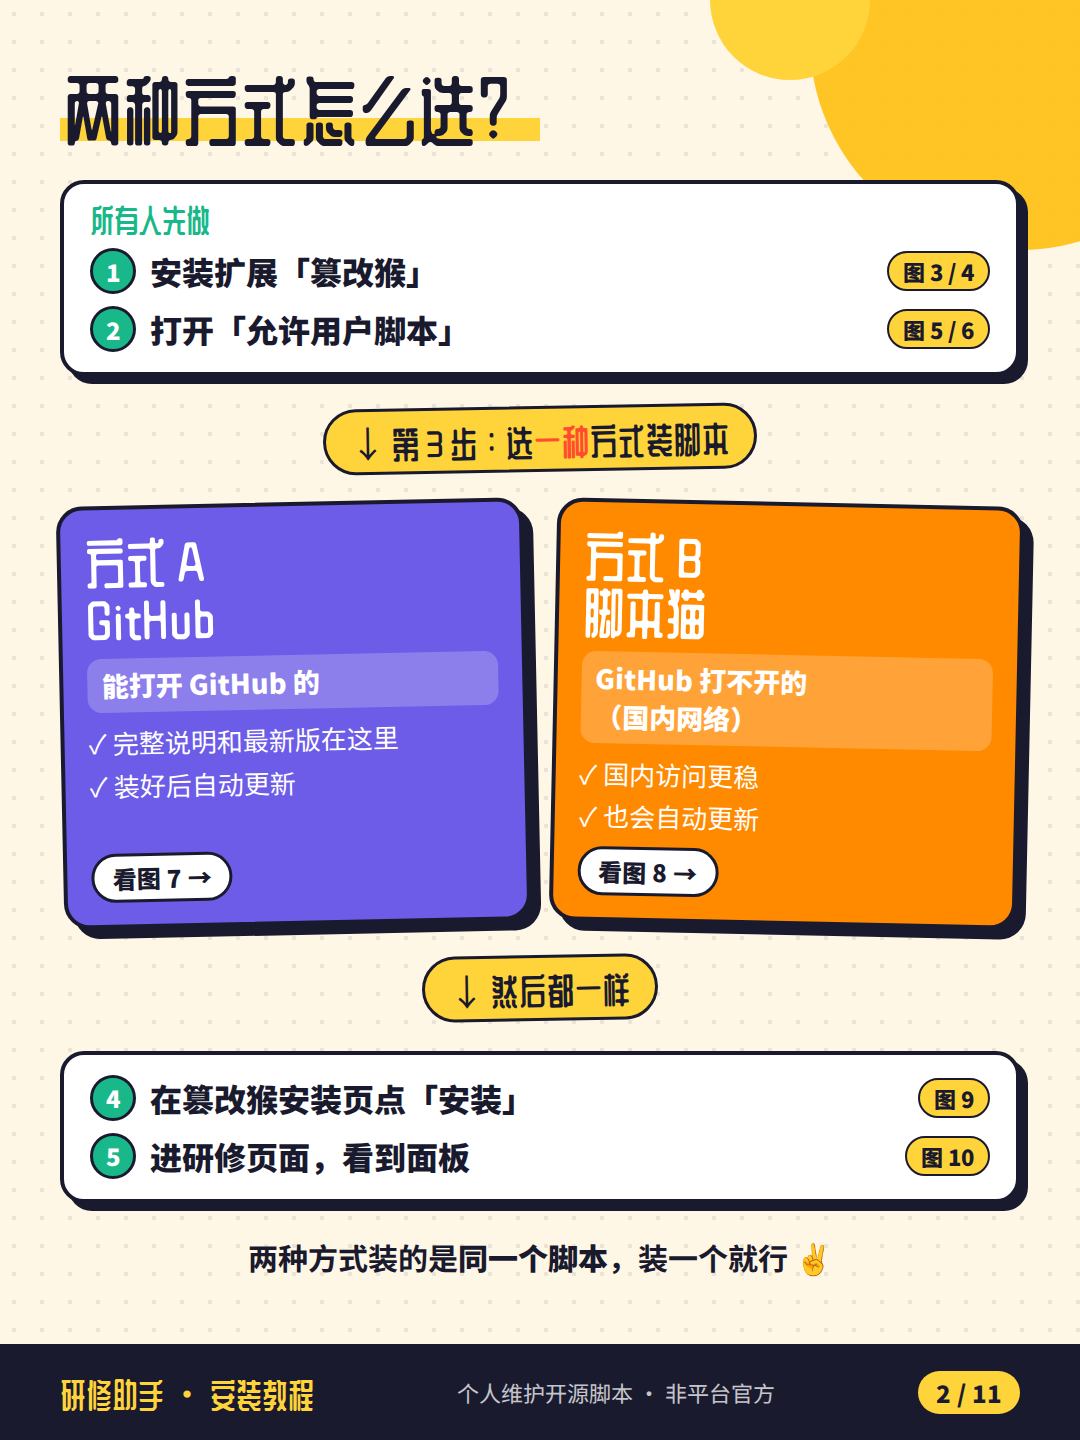 两种方式怎么选?
所有人先做
1 安装扩展「篡改猴」 图 3 / 4
2 打开「允许用户脚本」 图 5 / 6
↓ 第 3 步：选一种方式装脚本
方式 A
GitHub
能打开 GitHub 的
✓ 完整说明和最新版在这里
✓ 装好后自动更新
看图 7 →
方式 B
脚本猫
GitHub 打不开的
（国内网络）
✓ 国内访问更稳
✓ 也会自动更新
看图 8 →
↓ 然后都一样
4 在篡改猴安装页点「安装」 图 9
5 进研修页面，看到面板 图 10
两种方式装的是同一个脚本，装一个就行 ✌
研修助手 · 安装教程
个人维护开源脚本 · 非平台官方
2 / 11